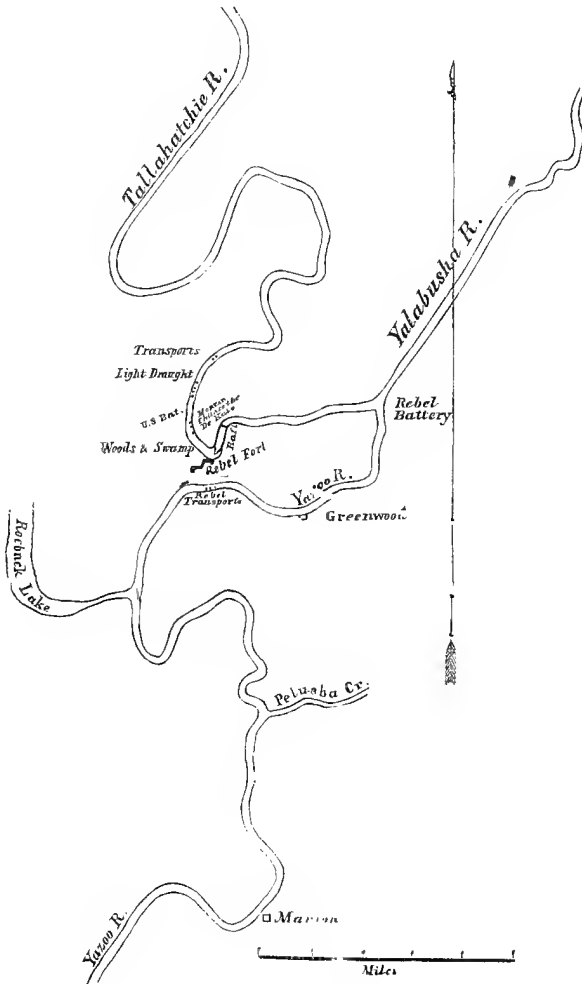 Tallahatchie R.
Yalabusha R.
Transports
Light Draught
U.S Bat.
Rebel
Battery
Woods & Swamp
Raft
Rebel Fort
Yazoo R.
Rebel
Transports
Greenwood
Roebuck Lake
Pelusha Cr.
Marion
Yazoo R.
Miles